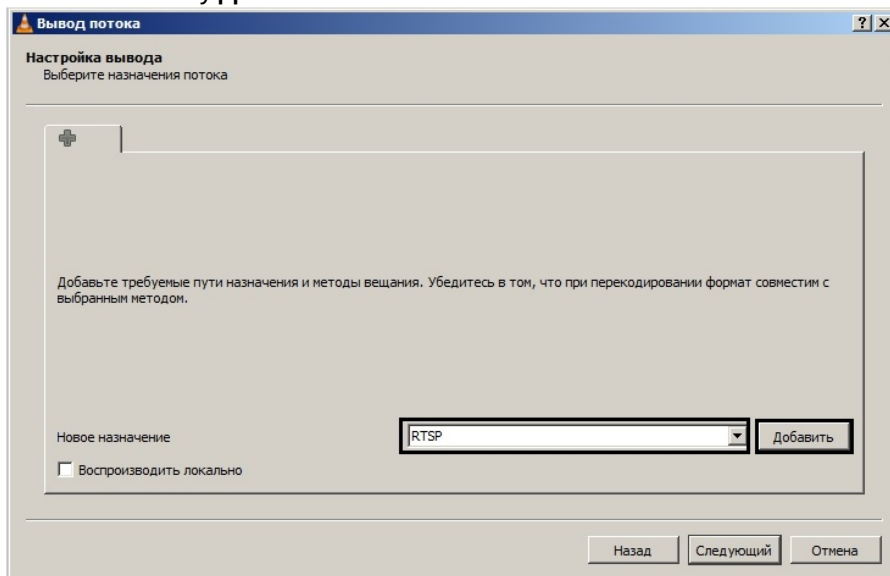 Вывод потока
Настройка вывода
Выберите назначения потока
Добавьте требуемые пути назначения и методы вещания. Убедитесь в том, что при перекодировании формат совместим с
выбранным методом.
Новое назначение
RTSP
Добавить
Воспроизводить локально
Назад
Следующий
Отмена